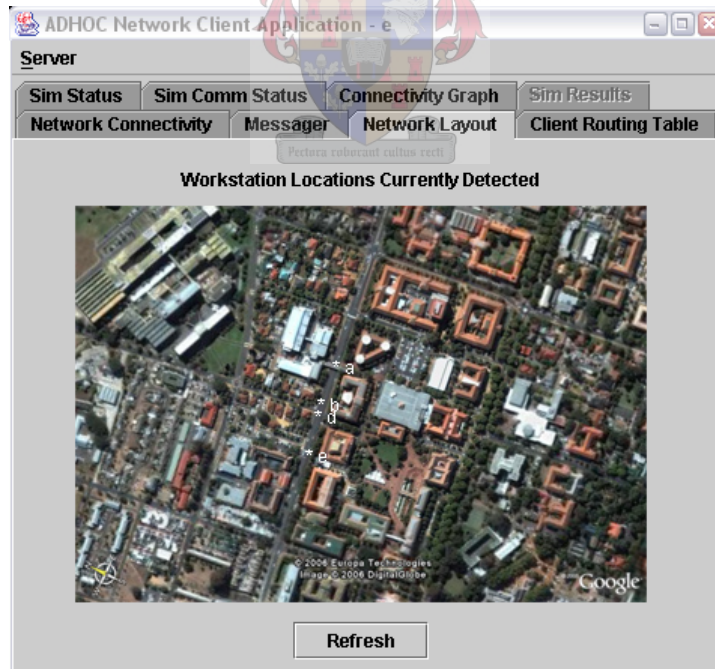 ADHOC Network Client Application - e
Server
Sim Status Sim Comm Status Connectivity Graph Sim Results
Network Connectivity Messager Network Layout Client Routing Table
Pectora roborant cultus recti
Workstation Locations Currently Detected
* a
* b
* d
* e
© 2006 Europa Technologies
Image © 2006 DigitalGlobe
Google
Refresh